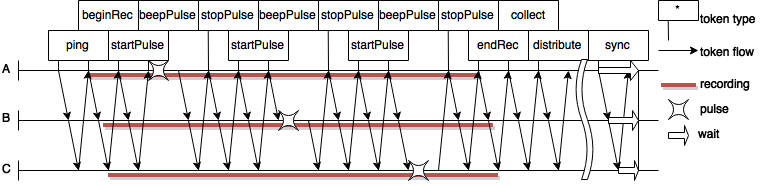 beginRec beepPulse stopPulse beepPulse stopPulse beepPulse stopPulse collect
*
token type
ping startPulse startPulse startPulse endRec distribute sync
token flow
A
recording
pulse
B
wait
C